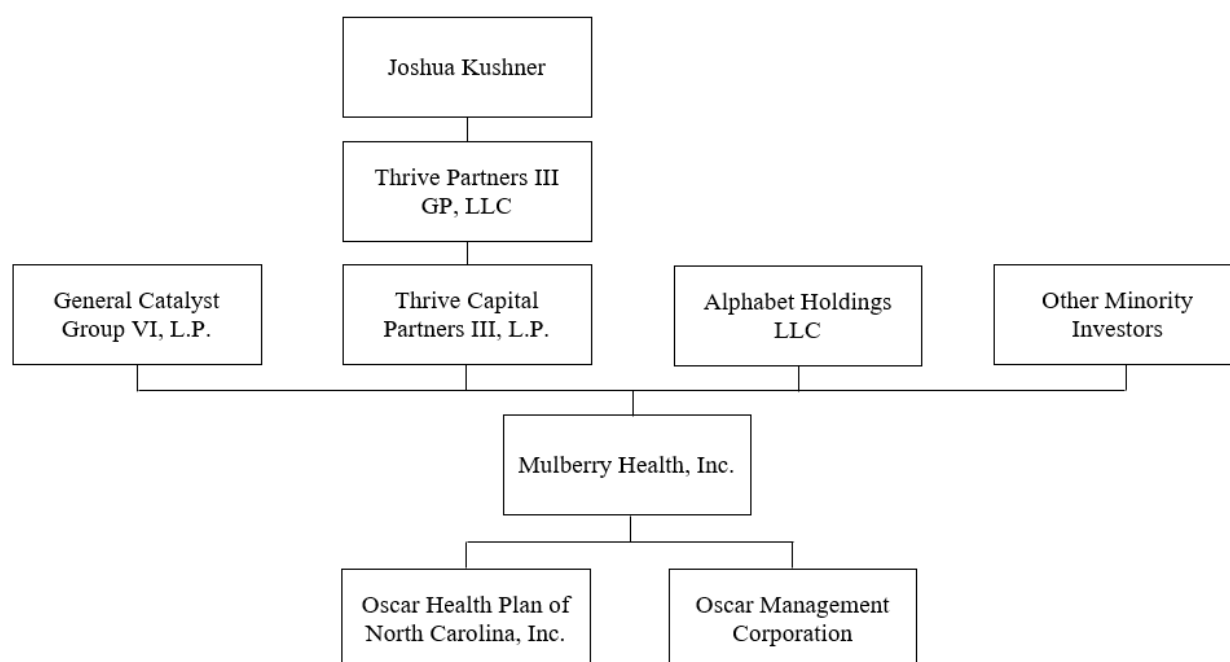 Joshua Kushner
Thrive Partners III
GP, LLC
General Catalyst
Group VI, L.P.
Thrive Capital
Partners III, L.P.
Alphabet Holdings
LLC
Other Minority
Investors
Mulberry Health, Inc.
Oscar Health Plan of
North Carolina, Inc.
Oscar Management
Corporation